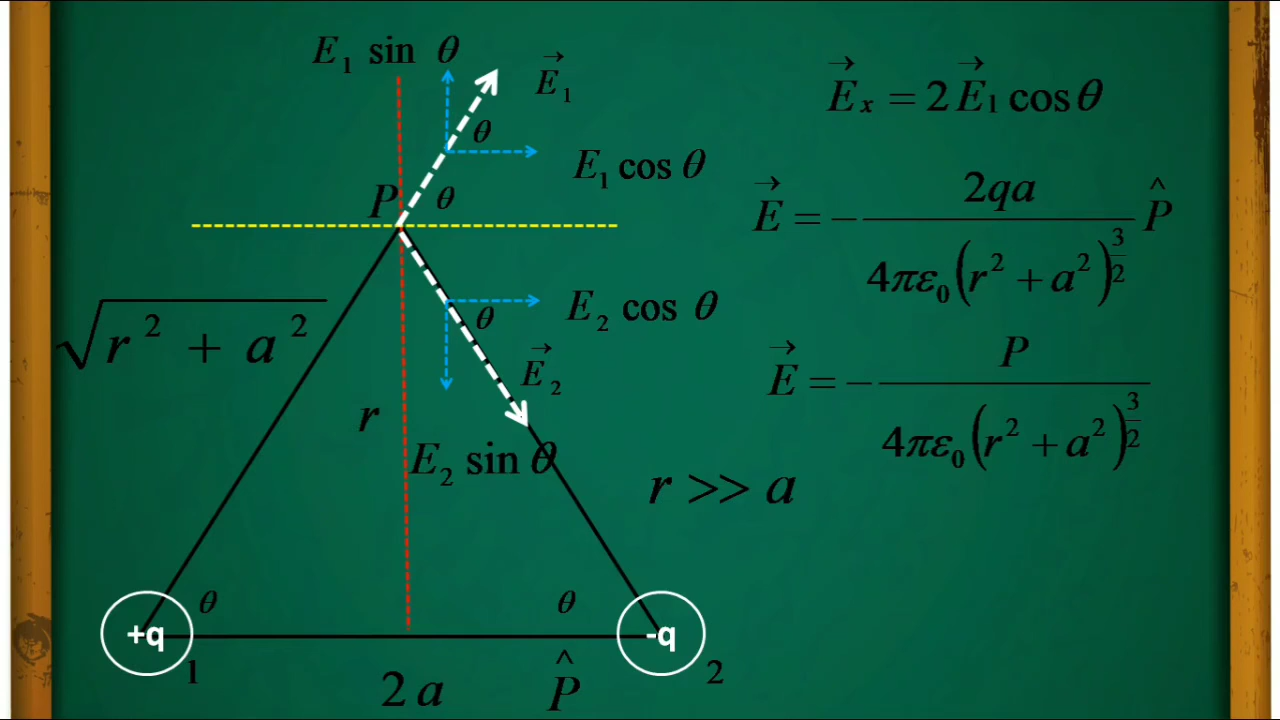 E₁ sin θ
E⃗₁
θ
E₁ cos θ
P
θ
E₂ cos θ
θ
√(r² + a²)
E⃗₂
r
E₂ sin θ
θ
θ
+q
-q
1
2
2a
P̂
E⃗ₓ = 2E⃗₁ cos θ
E⃗ = - 2qa / 4πε₀(r² + a²)^(3/2) P̂
E⃗ = - P / 4πε₀(r² + a²)^(3/2)
r >> a